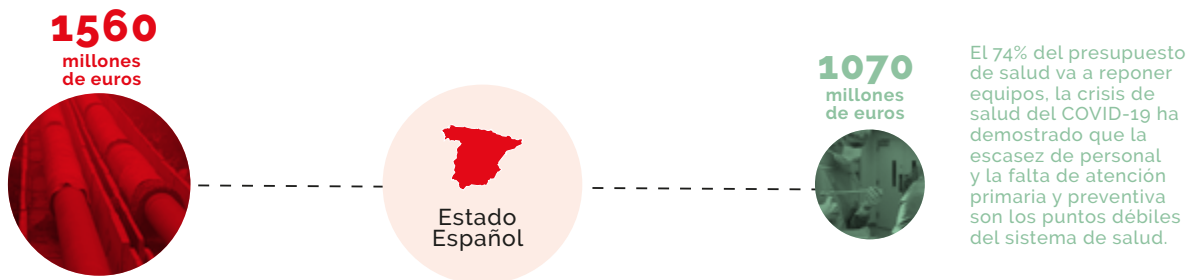 1560
millones
de euros
Estado
Español
1070
millones
de euros
El 74% del presupuesto
de salud va a reponer
equipos, la crisis de
salud del COVID-19 ha
demostrado que la
escasez de personal
y la falta de atención
primaria y preventiva
son los puntos débiles
del sistema de salud.